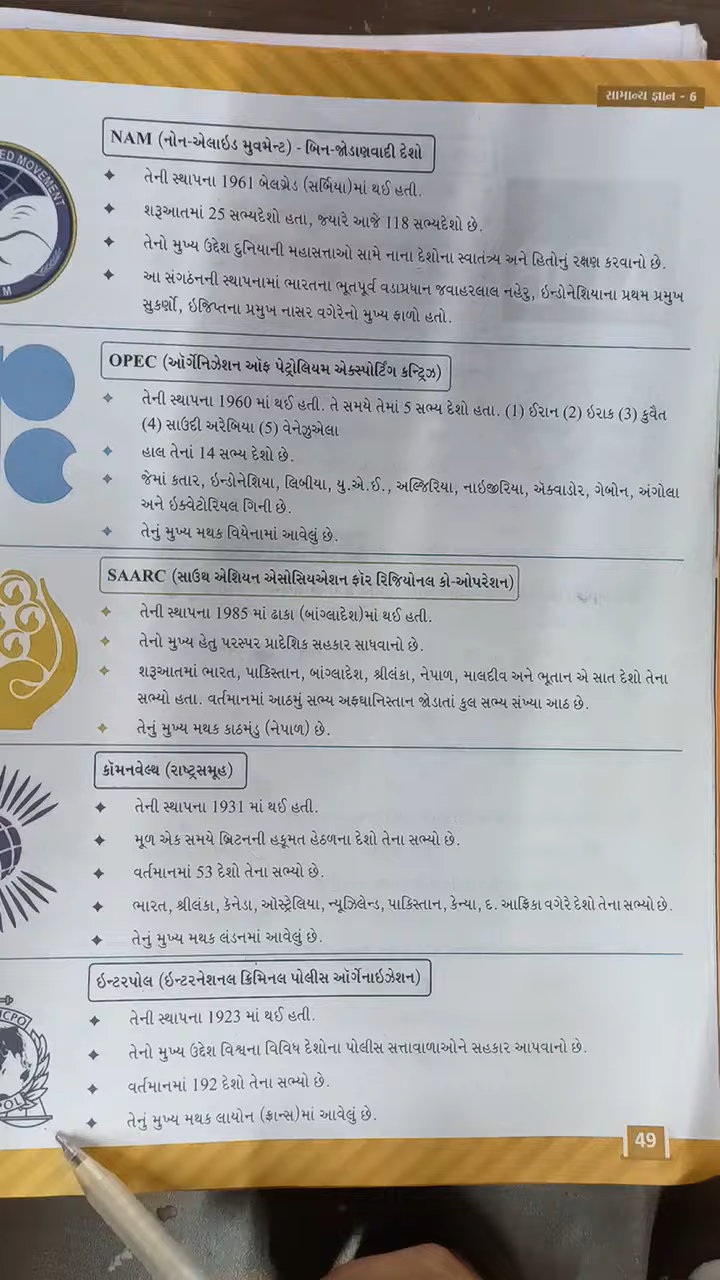 સામાન્ય જ્ઞાન - 6
NAM (નોન-એલાઇડ મુવમેન્ટ) - બિન-જોડાણવાદી દેશો
ED MOVEMENT
M
તેની સ્થાપના 1961 બેલગ્રેડ (સર્બિયા)માં થઈ હતી.
શરૂઆતમાં 25 સભ્યદેશો હતા, જ્યારે આજે 118 સભ્યદેશો છે.
તેનો મુખ્ય ઉદ્દેશ દુનિયાની મહાસત્તાઓ સામે નાના દેશોના સ્વાતંત્ર્ય અને હિતોનું રક્ષણ કરવાનો છે.
આ સંગઠનની સ્થાપનામાં ભારતના ભૂતપૂર્વ વડાપ્રધાન જવાહરલાલ નહેરુ, ઇન્ડોનેશિયાના પ્રથમ પ્રમુખ
સુકર્ણો, ઇજિપ્તના પ્રમુખ નાસર વગેરેનો મુખ્ય ફાળો હતો.
OPEC (ઑર્ગેનિઝેશન ઑફ પેટ્રોલિયમ એક્સપોર્ટિંગ કન્ટ્રિઝ)
તેની સ્થાપના 1960 માં થઈ હતી. તે સમયે તેમાં 5 સભ્ય દેશો હતા. (1) ઈરાન (2) ઇરાક (3) કુવૈત
(4) સાઉદી અરેબિયા (5) વેનેઝુએલા
હાલ તેનાં 14 સભ્ય દેશો છે.
જેમાં કતાર, ઇન્ડોનેશિયા, લિબીયા, યુ.એ.ઈ., અલ્જિરિયા, નાઇજીરિયા, એક્વાડોર, ગેબોન, અંગોલા
અને ઇક્વેટોરિયલ ગિની છે.
તેનું મુખ્ય મથક વિયેનામાં આવેલું છે.
SAARC (સાઉથ એશિયન એસોસિયએશન ફૉર રિજિયોનલ કો-ઓપરેશન)
તેની સ્થાપના 1985 માં ઢાકા (બાંગ્લાદેશ)માં થઈ હતી.
તેનો મુખ્ય હેતુ પરસ્પર પ્રાદેશિક સહકાર સાધવાનો છે.
શરૂઆતમાં ભારત, પાકિસ્તાન, બાંગ્લાદેશ, શ્રીલંકા, નેપાળ, માલદીવ અને ભૂતાન એ સાત દેશો તેના
સભ્યો હતા. વર્તમાનમાં આઠમું સભ્ય અફઘાનિસ્તાન જોડાતાં કુલ સભ્ય સંખ્યા આઠ છે.
તેનું મુખ્ય મથક કાઠમંડુ (નેપાળ) છે.
કૉમનવેલ્થ (રાષ્ટ્રસમૂહ)
તેની સ્થાપના 1931 માં થઈ હતી.
મૂળ એક સમયે બ્રિટનની હકૂમત હેઠળના દેશો તેના સભ્યો છે.
વર્તમાનમાં 53 દેશો તેના સભ્યો છે.
ભારત, શ્રીલંકા, કેનેડા, ઑસ્ટ્રેલિયા, ન્યૂઝિલેન્ડ, પાકિસ્તાન, કેન્યા, દ. આફ્રિકા વગેરે દેશો તેના સભ્યો છે.
તેનું મુખ્ય મથક લંડનમાં આવેલું છે.
ઇન્ટરપોલ (ઇન્ટરનેશનલ ક્રિમિનલ પોલીસ ઑર્ગેનાઇઝેશન)
ICPO
POL
તેની સ્થાપના 1923 માં થઈ હતી.
તેનો મુખ્ય ઉદ્દેશ વિશ્વના વિવિધ દેશોના પોલીસ સત્તાવાળાઓને સહકાર આપવાનો છે.
વર્તમાનમાં 192 દેશો તેના સભ્યો છે.
તેનું મુખ્ય મથક લાયોન (ફ્રાન્સ)માં આવેલું છે.
49